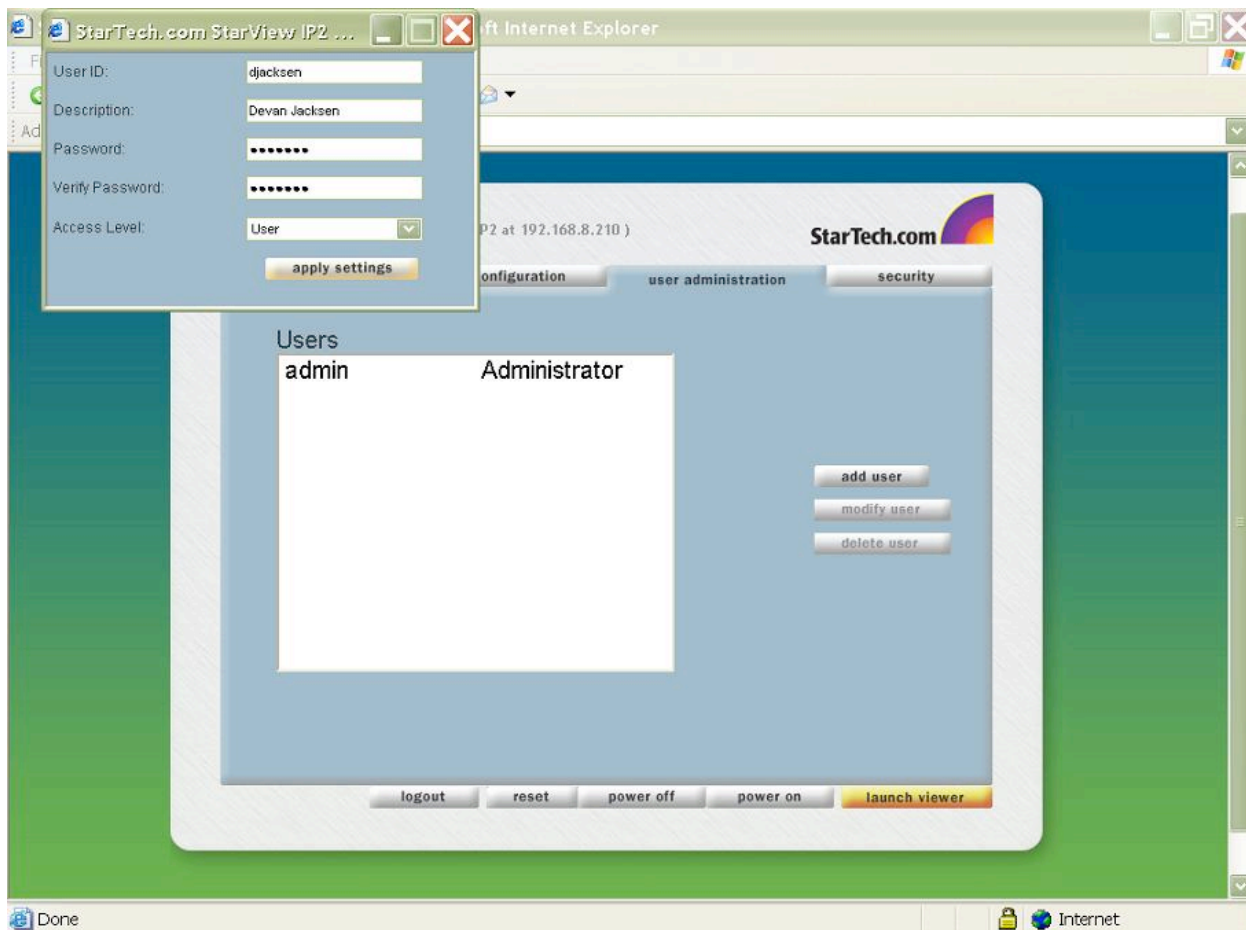 StarTech.com StarView IP2 ...
ft Internet Explorer
User ID: djacksen
Description: Devan Jacksen
Password: •••••••
Verify Password: •••••••
Access Level: User
apply settings
Ad
P2 at 192.168.8.210 )
StarTech.com
onfiguration
user administration
security
Users
admin Administrator
add user
modify user
delete user
logout
reset
power off
power on
launch viewer
Done
Internet